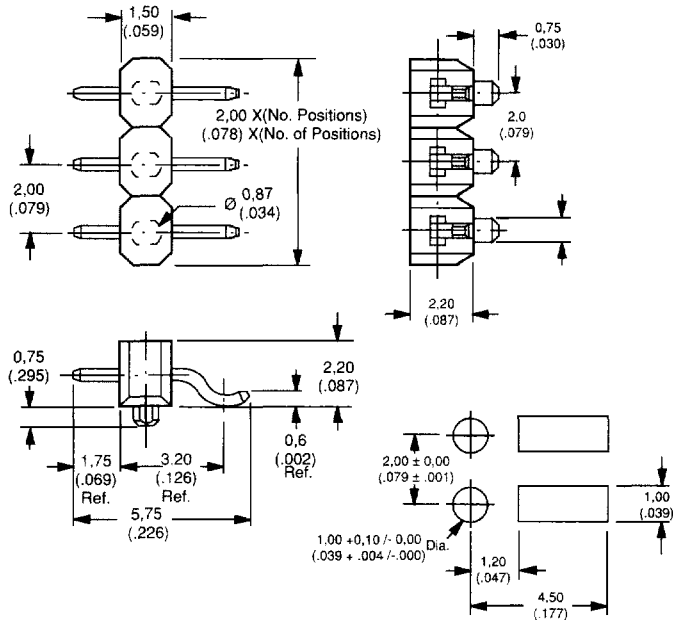 1,50
(.059)
2,00 X(No. Positions)
(.078) X(No. of Positions)
2,00
(.079)
Ø 0,87
(.034)
0,75
(.030)
2.0
(.079)
2,20
(.087)
0,75
(.295)
2,20
(.087)
0,6
(.002)
Ref.
1,75
(.069)
Ref.
3.20
(.126)
Ref.
5,75
(.226)
2,00 ± 0,00
(.079 ± .001)
1,00
(.039)
1,00 +0,10 /- 0,00
(.039 + .004 /-.000)
Dia.
1,20
(.047)
4,50
(.177)